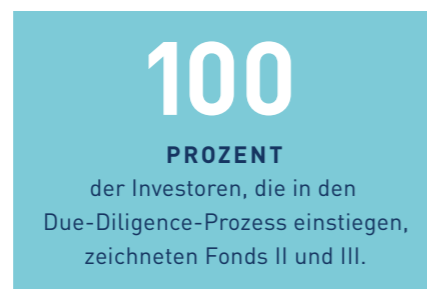 100
PROZENT
der Investoren, die in den
Due-Diligence-Prozess einstiegen,
zeichneten Fonds II und III.